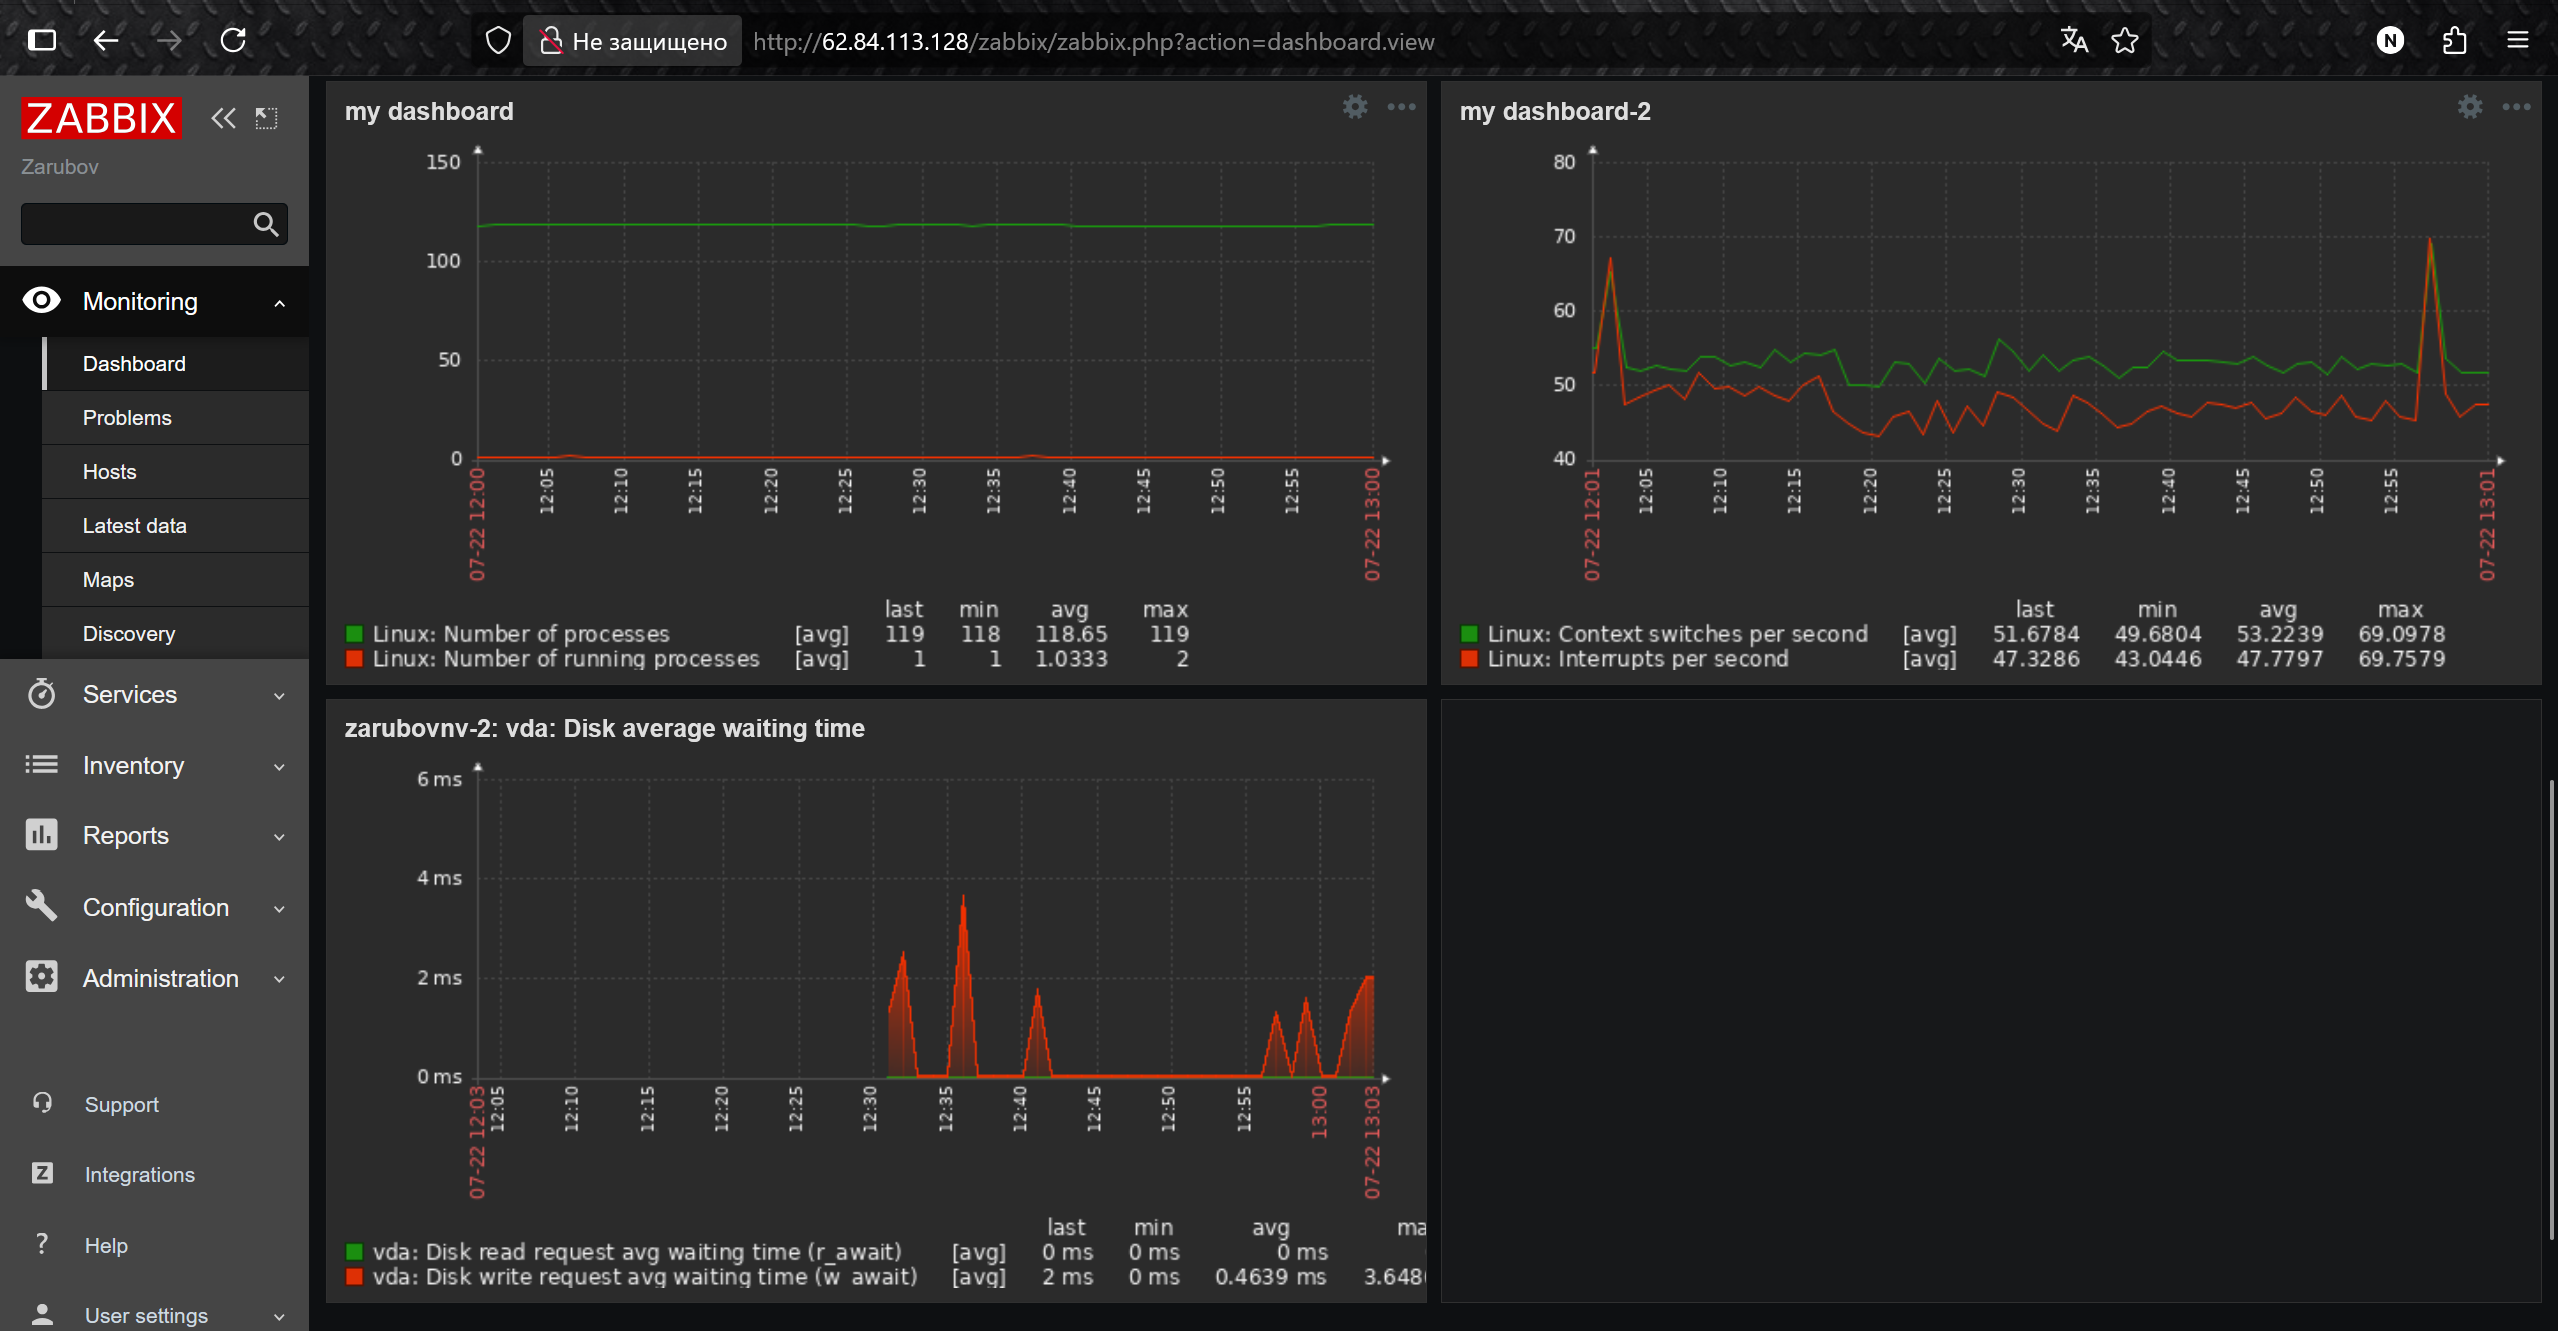 Не защищено http://62.84.113.128/zabbix/zabbix.php?action=dashboard.view
N
ZABBIX
Zarubov
Monitoring
Dashboard
Problems
Hosts
Latest data
Maps
Discovery
Services
Inventory
Reports
Configuration
Administration
Support
Z Integrations
? Help
User settings
my dashboard
150
100
50
0
07-22 12:00 12:05 12:10 12:15 12:20 12:25 12:30 12:35 12:40 12:45 12:50 12:55 07-22 13:00
last min avg max
Linux: Number of processes [avg] 119 118 118.65 119
Linux: Number of running processes [avg] 1 1 1.0333 2
my dashboard-2
80
70
60
50
40
07-22 12:01 12:05 12:10 12:15 12:20 12:25 12:30 12:35 12:40 12:45 12:50 12:55 07-22 13:01
last min avg max
Linux: Context switches per second [avg] 51.6784 49.6804 53.2239 69.0978
Linux: Interrupts per second [avg] 47.3286 43.0446 47.7797 69.7579
zarubovnv-2: vda: Disk average waiting time
6 ms
4 ms
2 ms
0 ms
07-22 12:03 12:05 12:10 12:15 12:20 12:25 12:30 12:35 12:40 12:45 12:50 12:55 13:00 07-22 13:03
last min avg ma
vda: Disk read request avg waiting time (r_await) [avg] 0 ms 0 ms 0 ms
vda: Disk write request avg waiting time (w_await) [avg] 2 ms 0 ms 0.4639 ms